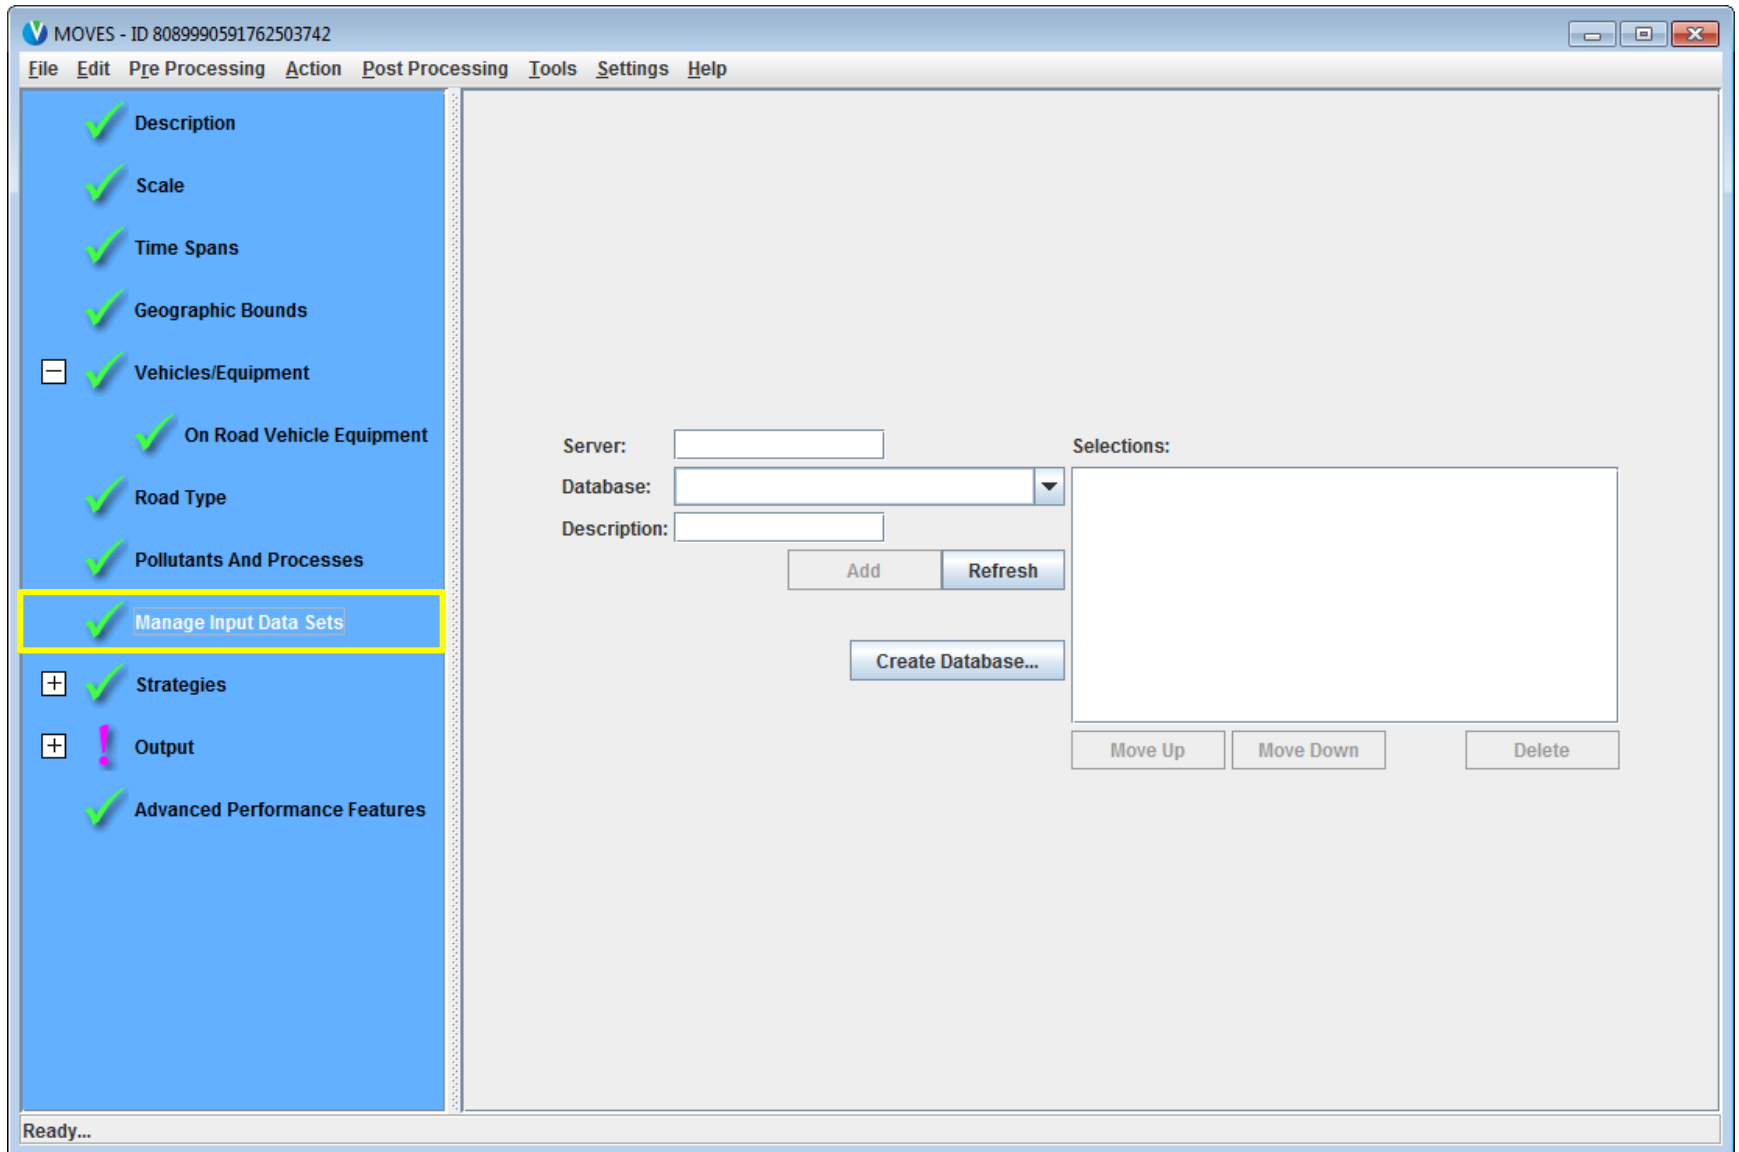 MOVES - ID 8089990591762503742
File Edit Pre Processing Action Post Processing Tools Settings Help
Description
Scale
Time Spans
Geographic Bounds
Vehicles/Equipment
On Road Vehicle Equipment
Road Type
Pollutants And Processes
Manage Input Data Sets
Strategies
Output
Advanced Performance Features
Server:
Database:
Description:
Add Refresh
Create Database...
Selections:
Move Up Move Down Delete
Ready...